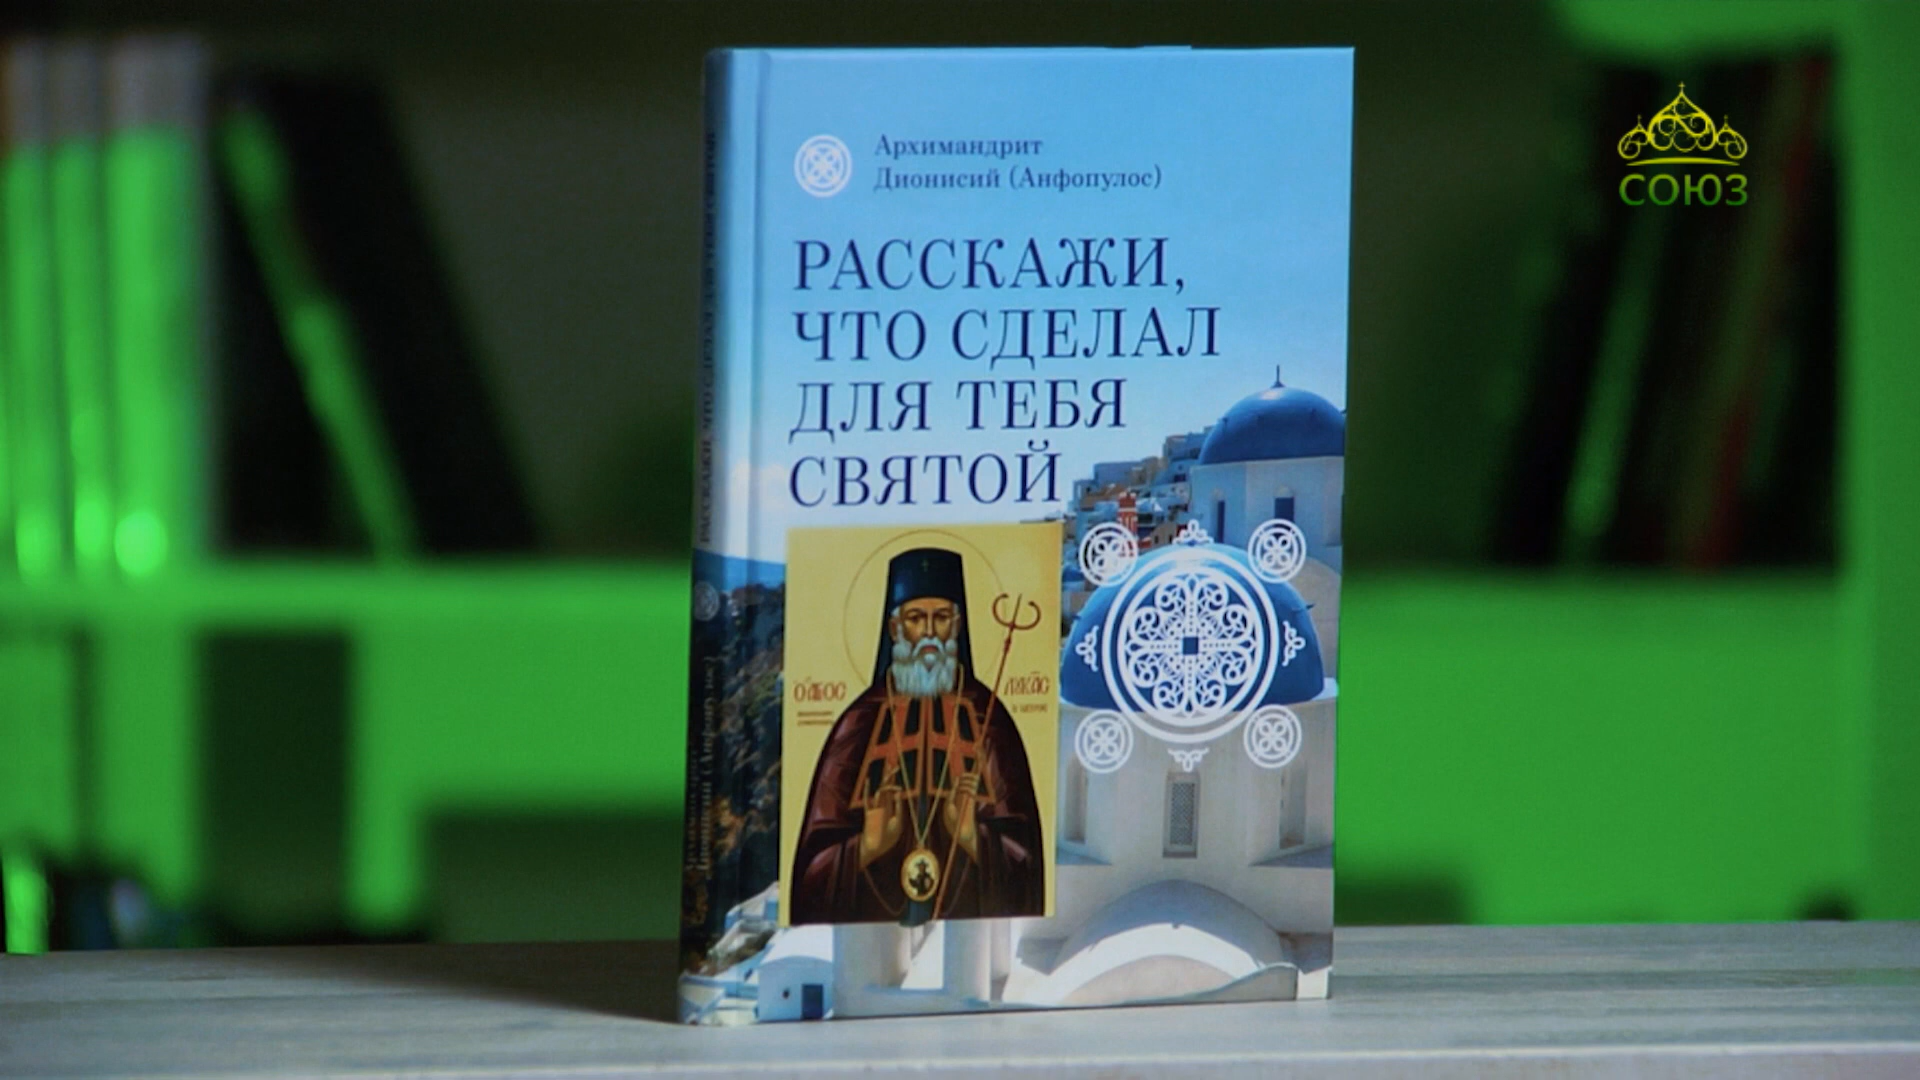 СОЮЗ
Архимандрит
Дионисий (Анфопулос)
РАССКАЖИ,
ЧТО СДЕЛАЛ
ДЛЯ ТЕБЯ
СВЯТОЙ